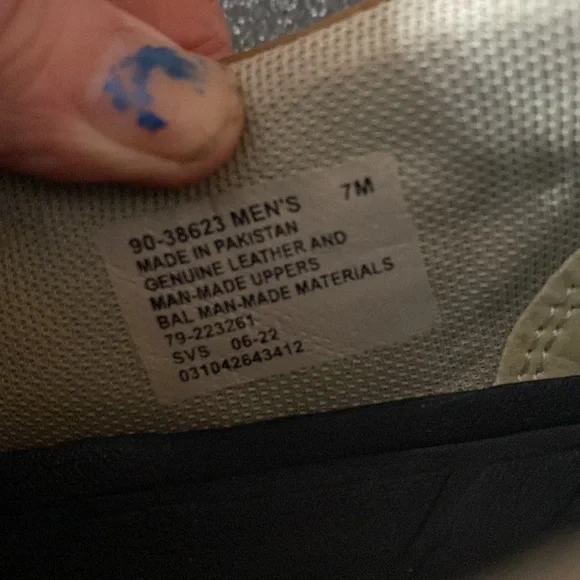 90-38623 MEN'S 7M
MADE IN PAKISTAN
GENUINE LEATHER AND
MAN-MADE UPPERS
BAL MAN-MADE MATERIALS
79-223261
SVS 06-22
031042643412